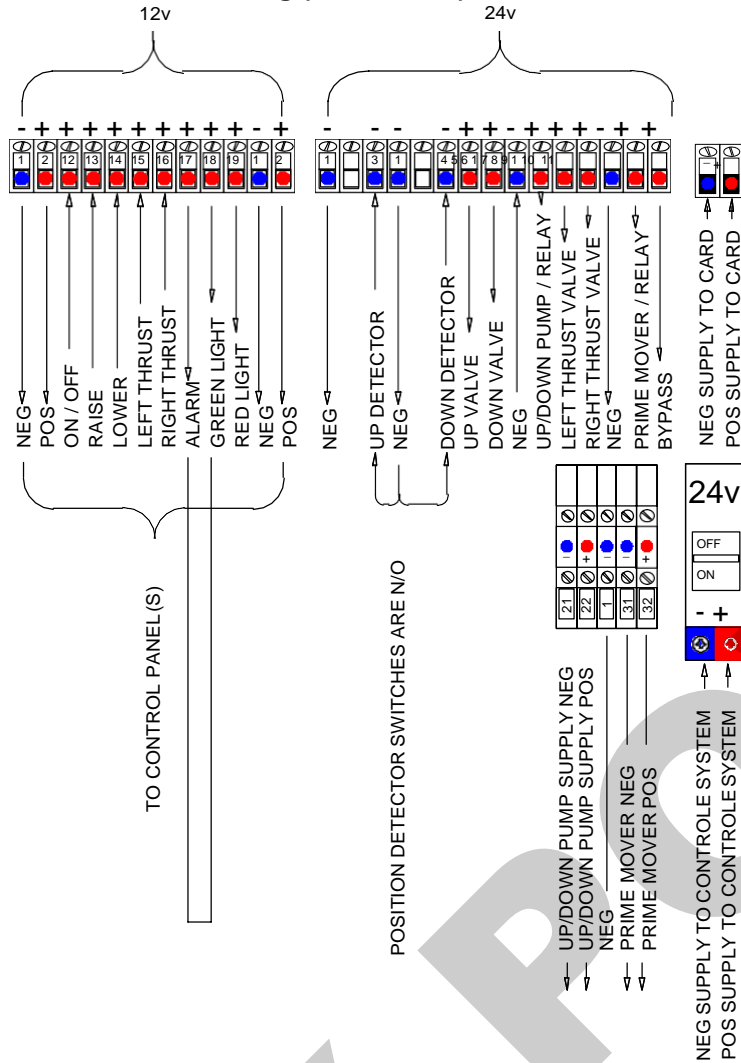 12v
24v
- + + + + + + + + + - +
1 2 12 13 14 15 16 17 18 19 1 2
- - - - + + - + + + - + +
1 3 1 4 5 6 1 7 8 9 1 10 11
- +
NEG
POS
ON / OFF
RAISE
LOWER
LEFT THRUST
RIGHT THRUST
ALARM
GREEN LIGHT
RED LIGHT
NEG
POS
NEG
UP DETECTOR
NEG
DOWN DETECTOR
UP VALVE
DOWN VALVE
NEG
UP/DOWN PUMP / RELAY
LEFT THRUST VALVE
RIGHT THRUST VALVE
NEG
PRIME MOVER / RELAY
BYPASS
NEG SUPPLY TO CARD
POS SUPPLY TO CARD
TO CONTROL PANEL(S)
POSITION DETECTOR SWITCHES ARE N/O
- + - - +
21 22 1 31 32
UP/DOWN PUMP SUPPLY NEG
UP/DOWN PUMP SUPPLY POS
NEG
PRIME MOVER NEG
PRIME MOVER POS
24v
OFF
ON
- +
NEG SUPPLY TO CONTROLE SYSTEM
POS SUPPLY TO CONTROLE SYSTEM